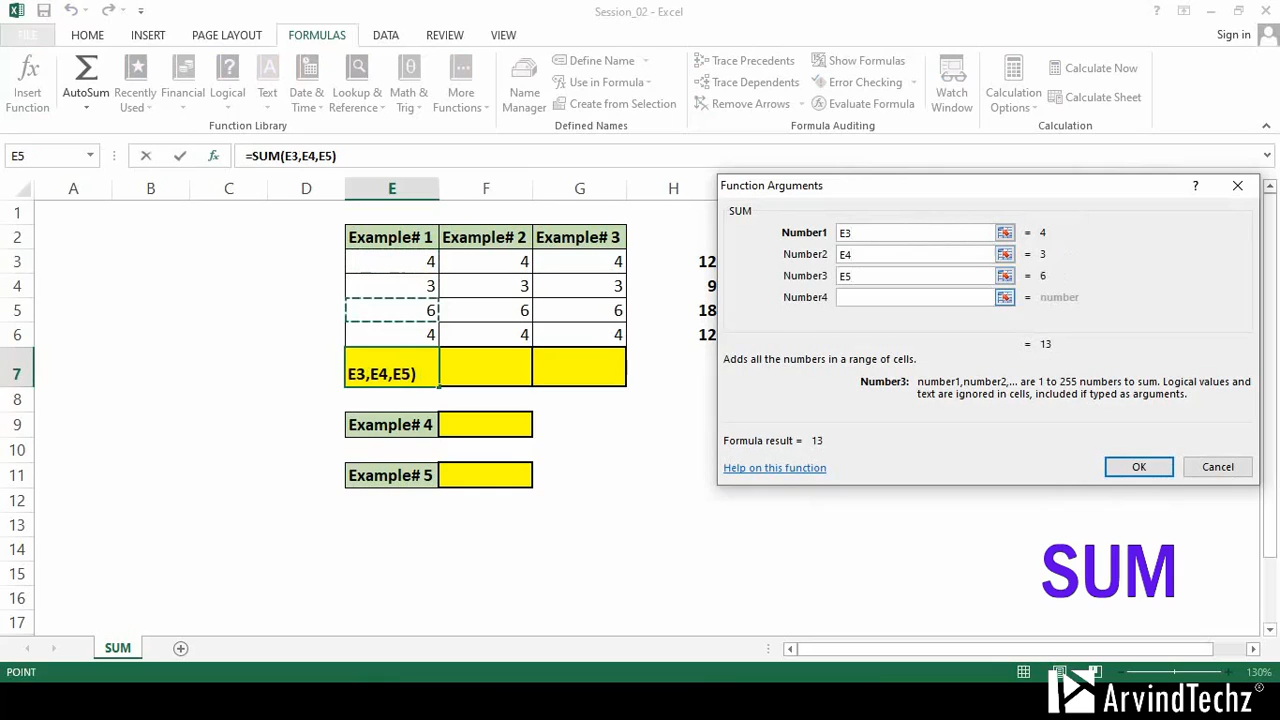 Session_02 - Excel
?
FILE
HOME
INSERT
PAGE LAYOUT
FORMULAS
DATA
REVIEW
VIEW
Sign in
Insert Function
AutoSum
Recently Used
Financial
Logical
Text
Date & Time
Lookup & Reference
Math & Trig
More Functions
Function Library
Name Manager
Define Name
Use in Formula
Create from Selection
Defined Names
Trace Precedents
Trace Dependents
Remove Arrows
Show Formulas
Error Checking
Evaluate Formula
Formula Auditing
Watch Window
Calculation Options
Calculate Now
Calculate Sheet
Calculation
E5
fx
=SUM(E3,E4,E5)
A B C D E F G H
1
2 Example# 1 Example# 2 Example# 3
3 4 4 4 12
4 3 3 3 9
5 6 6 6 18
6 4 4 4 12
7 E3,E4,E5)
8
9 Example# 4
10
11 Example# 5
12
13
14
15
16
17
Function Arguments ?
SUM
Number1 E3 = 4
Number2 E4 = 3
Number3 E5 = 6
Number4 = number
= 13
Adds all the numbers in a range of cells.
Number3: number1,number2,... are 1 to 255 numbers to sum. Logical values and
text are ignored in cells, included if typed as arguments.
Formula result = 13
Help on this function
OK
Cancel
SUM
SUM
POINT
130%
ArvindTechz®